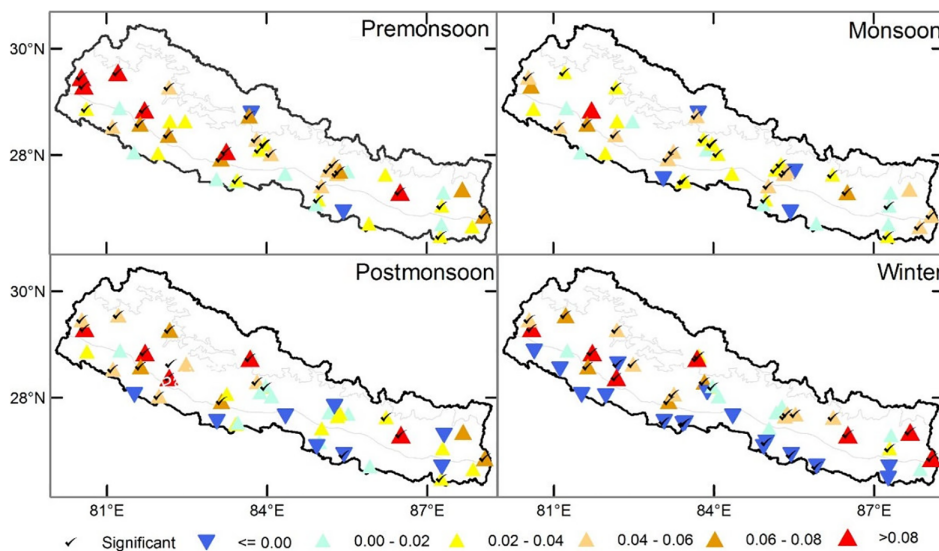 Premonsoon
Monsoon
30°N
28°N
Postmonsoon
Winter
30°N
28°N
81°E 84°E 87°E 81°E 84°E 87°E
Significant <= 0.00 0.00 - 0.02 0.02 - 0.04 0.04 - 0.06 0.06 - 0.08 >0.08